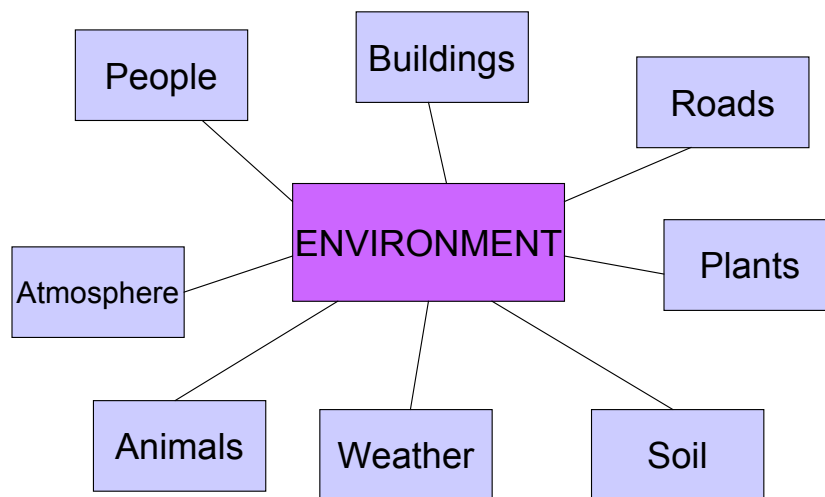 People
Buildings
Roads
ENVIRONMENT
Atmosphere
Plants
Animals
Weather
Soil